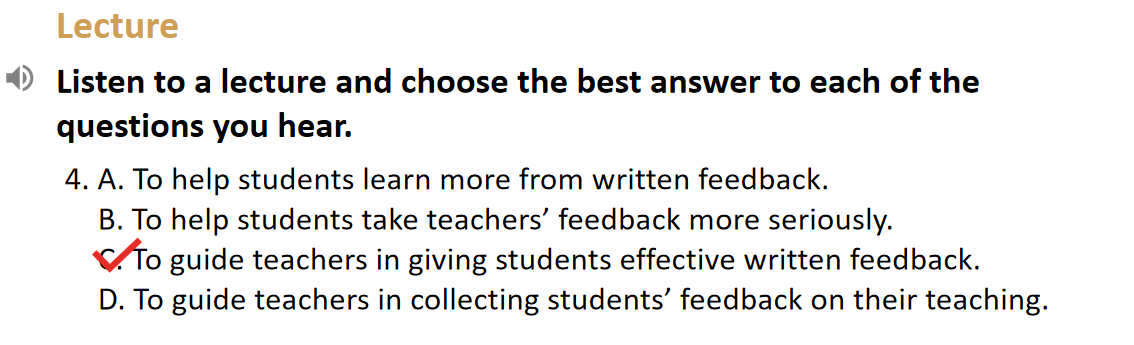 Lecture
Listen to a lecture and choose the best answer to each of the
questions you hear.
4. A. To help students learn more from written feedback.
B. To help students take teachers’ feedback more seriously.
C. To guide teachers in giving students effective written feedback.
D. To guide teachers in collecting students’ feedback on their teaching.